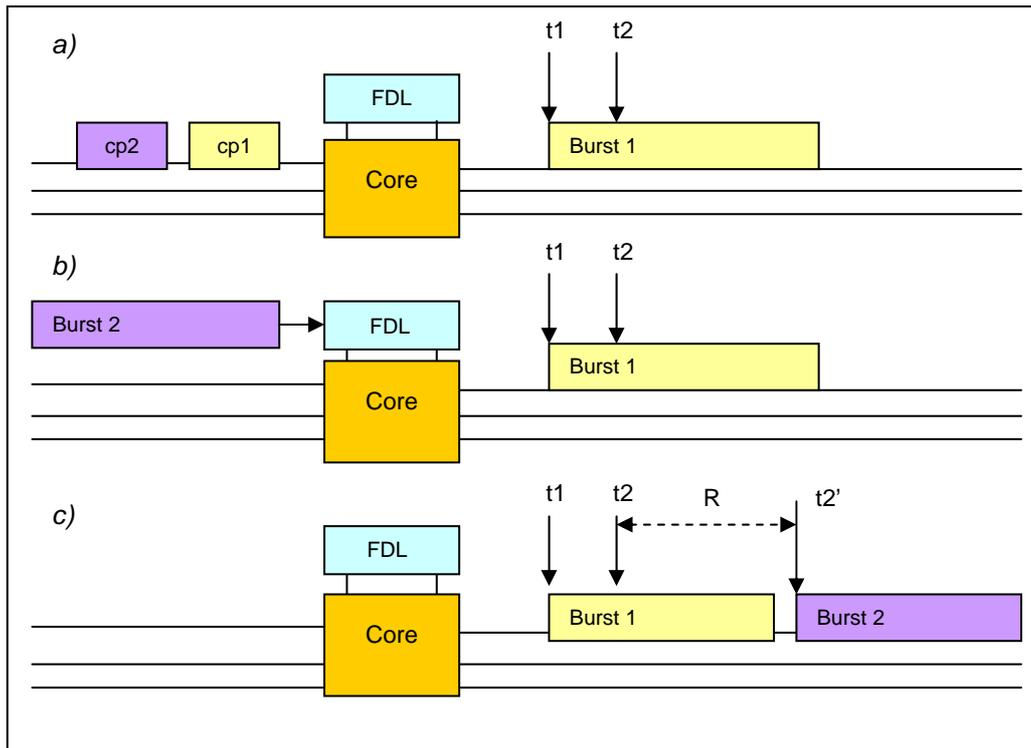 a)
t1 t2
FDL
cp2 cp1
Burst 1
Core
b)
t1 t2
Burst 2
FDL
Burst 1
Core
c)
t1 t2 R t2’
FDL
Burst 1 Burst 2
Core